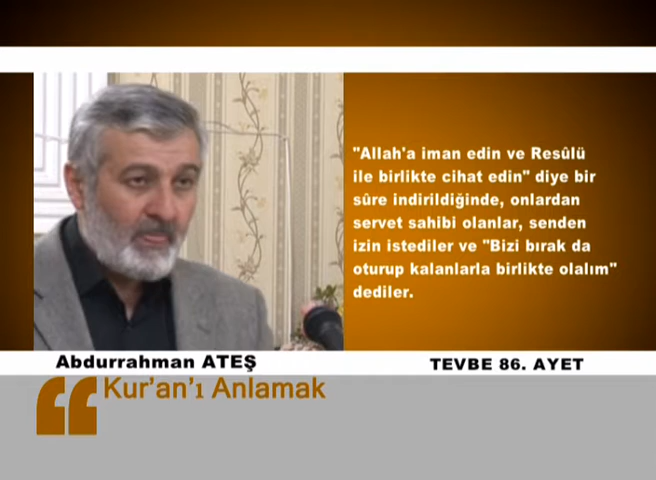 "Allah'a iman edin ve Resûlü
ile birlikte cihat edin" diye bir
sûre indirildiğinde, onlardan
servet sahibi olanlar, senden
izin istediler ve "Bizi bırak da
oturup kalanlarla birlikte olalım"
dediler.
Abdurrahman ATEŞ
TEVBE 86. AYET
Kur'an'ı Anlamak